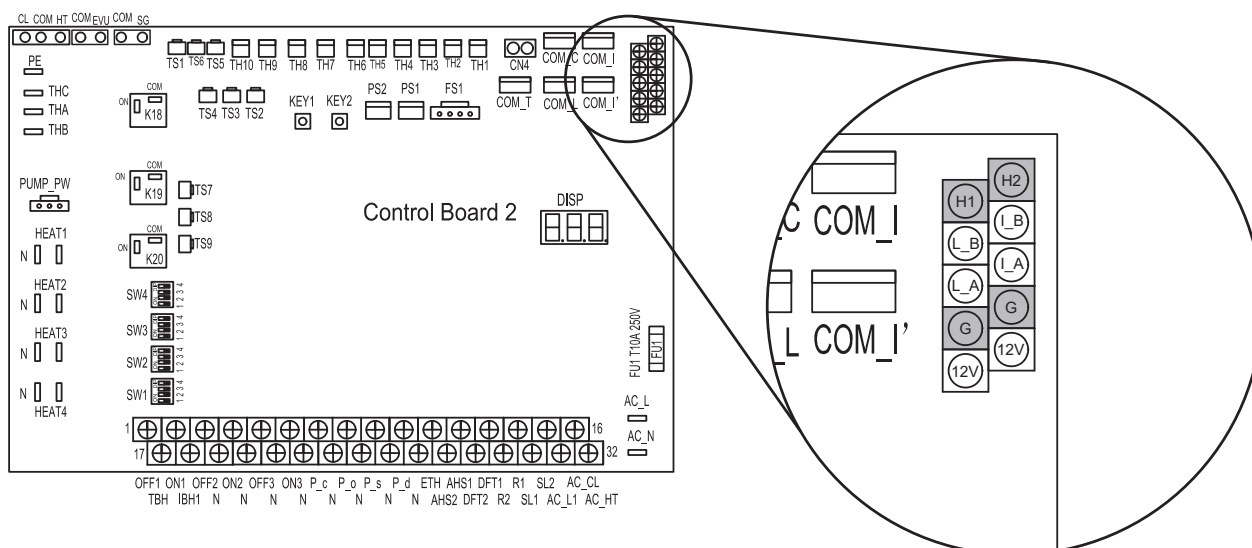 CL COM HT COM EVU COM SG
PE
THC
THA
THB
TS1 TS6 TS5 TH10 TH9 TH8 TH7 TH6 TH5 TH4 TH3 TH2 TH1 CN4 COM_C COM_I
COM
ON
K18
TS4 TS3 TS2
KEY1 KEY2
PS2 PS1 FS1
COM_T COM_L COM_I'
COM
ON
K19
TS7
TS8
TS9
COM
ON
K20
PUMP_PW
Control Board 2
DISP
HEAT1
N
HEAT2
N
HEAT3
N
N
HEAT4
SW4
1 2 3 4
SW3
1 2 3 4
SW2
1 2 3 4
SW1
1 2 3 4
FU1 T10A 250V
FU1
AC_L
AC_N
1 16
17 32
OFF1 ON1 OFF2 ON2 OFF3 ON3 P_c P_o P_s P_d ETH AHS1 DFT1 R1 SL2 AC_CL
TBH IBH1 N N N N N N N N AHS2 DFT2 R2 SL1 AC_L1 AC_HT
C COM_I
L COM_I'
H1
L_B
L_A
G
12V
H2
I_B
I_A
G
12V